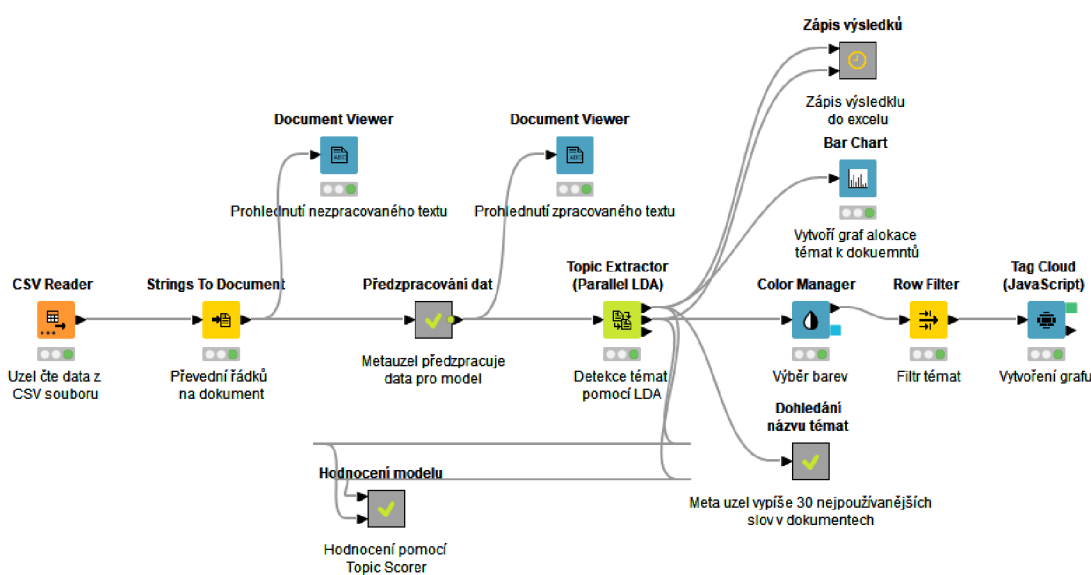 Zápis výsledků
Zápis výsledklu
do excelu
Document Viewer
Prohlednutí nezpracovaného textu
Document Viewer
Prohlednutí zpracovaného textu
Bar Chart
Vytvoří graf alokace
témat k dokuemntů
CSV Reader
Uzel čte data z
CSV souboru
Strings To Document
Převední řádků
na dokument
Předzpracování dat
Metauzel předzpracuje
data pro model
Topic Extractor
(Parallel LDA)
Detekce témat
pomocí LDA
Color Manager
Výběr barev
Row Filter
Filtr témat
Tag Cloud
(JavaScript)
Vytvoření grafu
Dohledání
názvu témat
Meta uzel vypíše 30 nejpoužívanějších
slov v dokumentech
Hodnocení modelu
Hodnocení pomocí
Topic Scorer